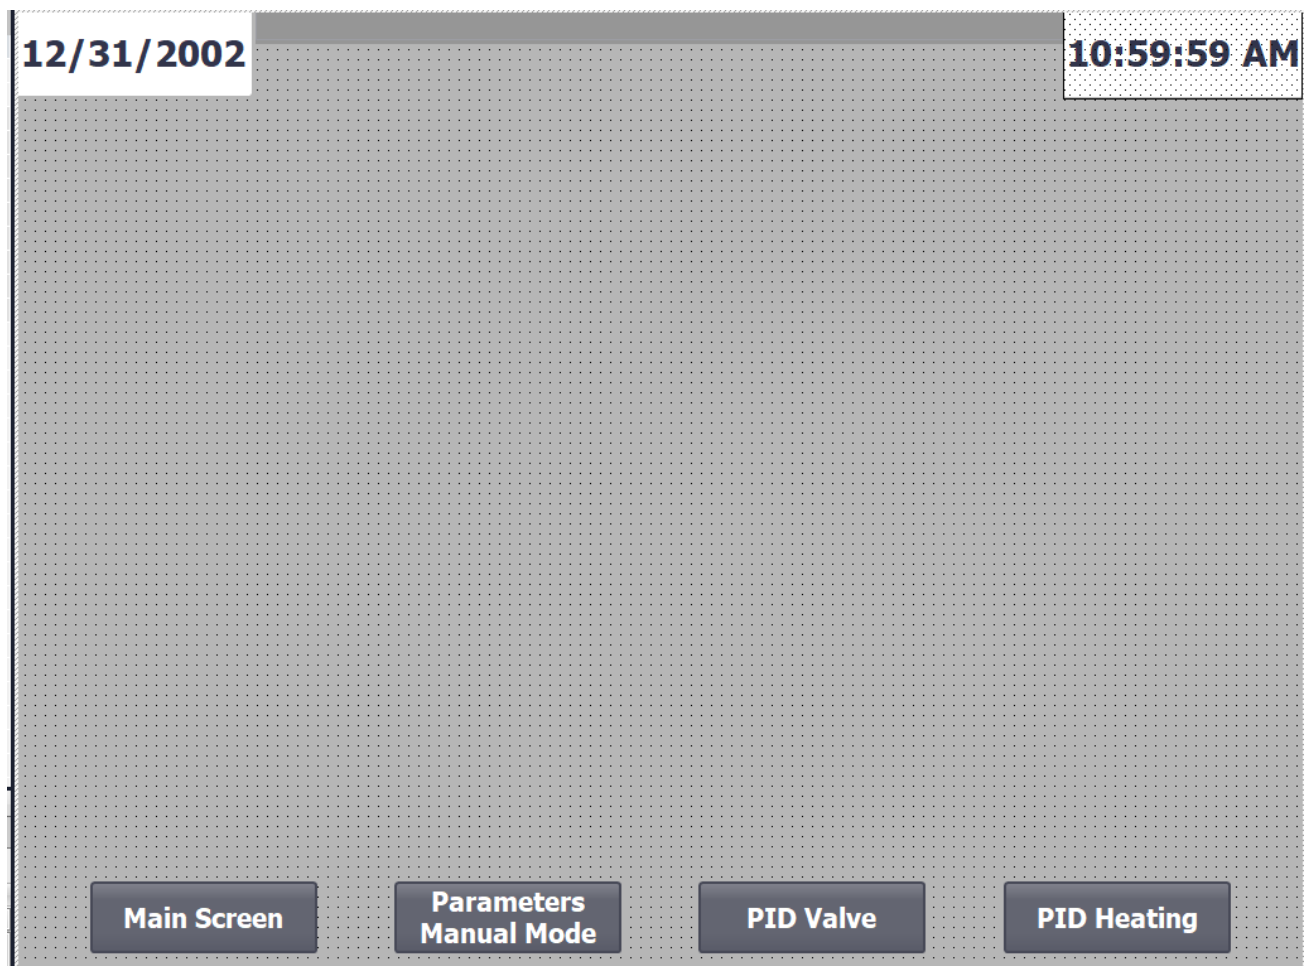 12/31/2002
10:59:59 AM
Main Screen
Parameters
Manual Mode
PID Valve
PID Heating